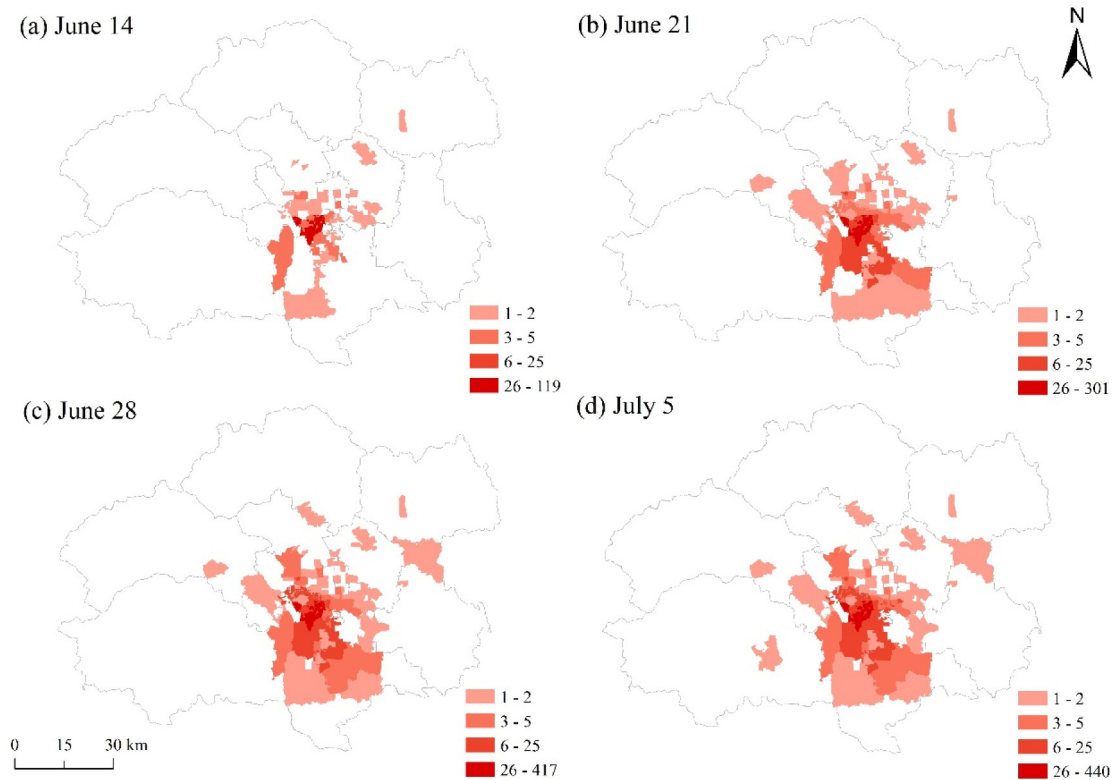 (a) June 14
(b) June 21
N
1 - 2
3 - 5
6 - 25
26 - 119
1 - 2
3 - 5
6 - 25
26 - 301
(c) June 28
(d) July 5
1 - 2
3 - 5
6 - 25
26 - 417
1 - 2
3 - 5
6 - 25
26 - 440
0 15 30 km